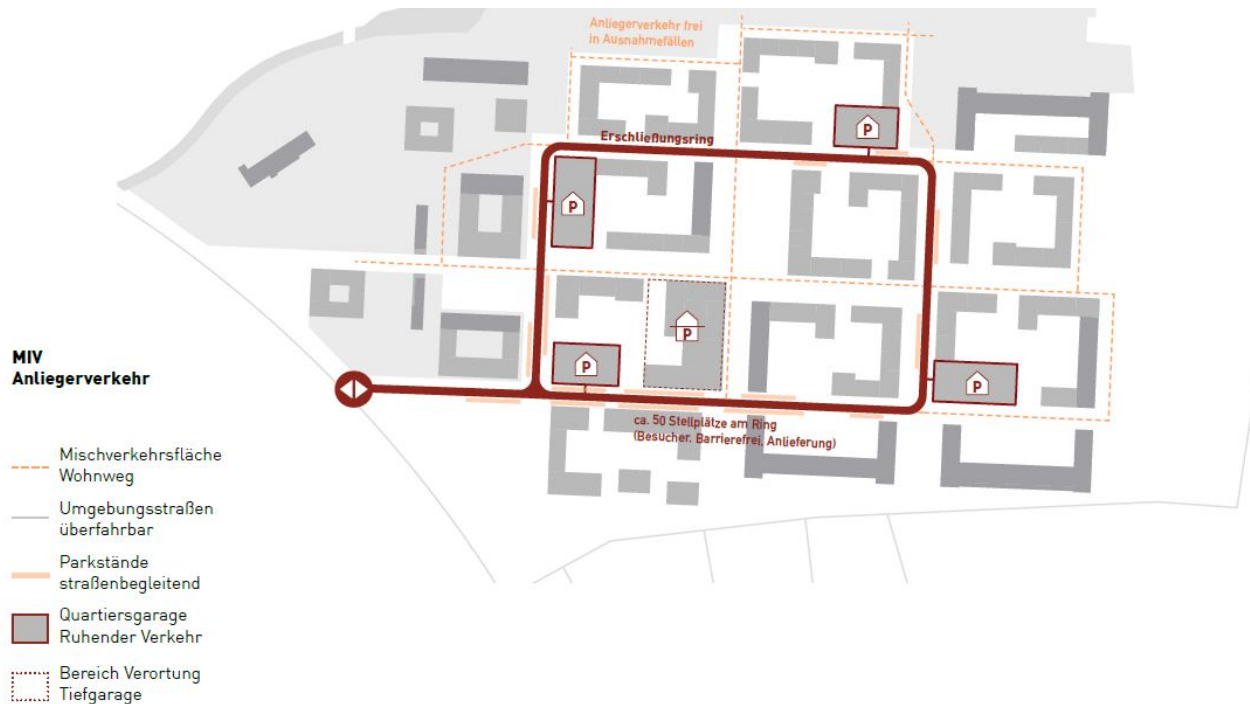 Anliegerverkehr frei
in Ausnahmefällen
P
Erschließungsring
P
P
P
P
MIV
Anliegerverkehr
ca. 50 Stellplätze am Ring
(Besucher. Barrierefrei, Anlieferung)
Mischverkehrsfläche
Wohnweg
Umgebungsstraßen
überfahrbar
Parkstände
straßenbegleitend
Quartiersgarage
Ruhender Verkehr
Bereich Verortung
Tiefgarage